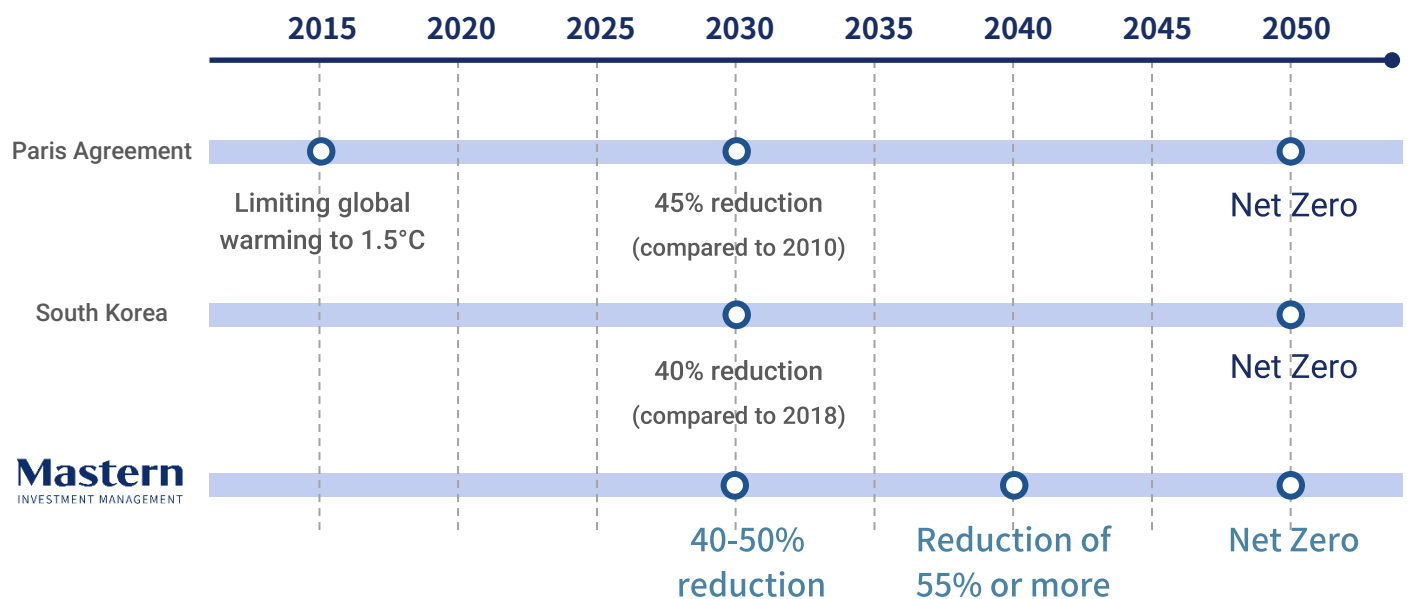 2015 2020 2025 2030 2035 2040 2045 2050
Paris Agreement
Limiting global
warming to 1.5°C
45% reduction
(compared to 2010)
Net Zero
South Korea
40% reduction
(compared to 2018)
Net Zero
Mastern
INVESTMENT MANAGEMENT
40-50%
reduction
Reduction of
55% or more
Net Zero